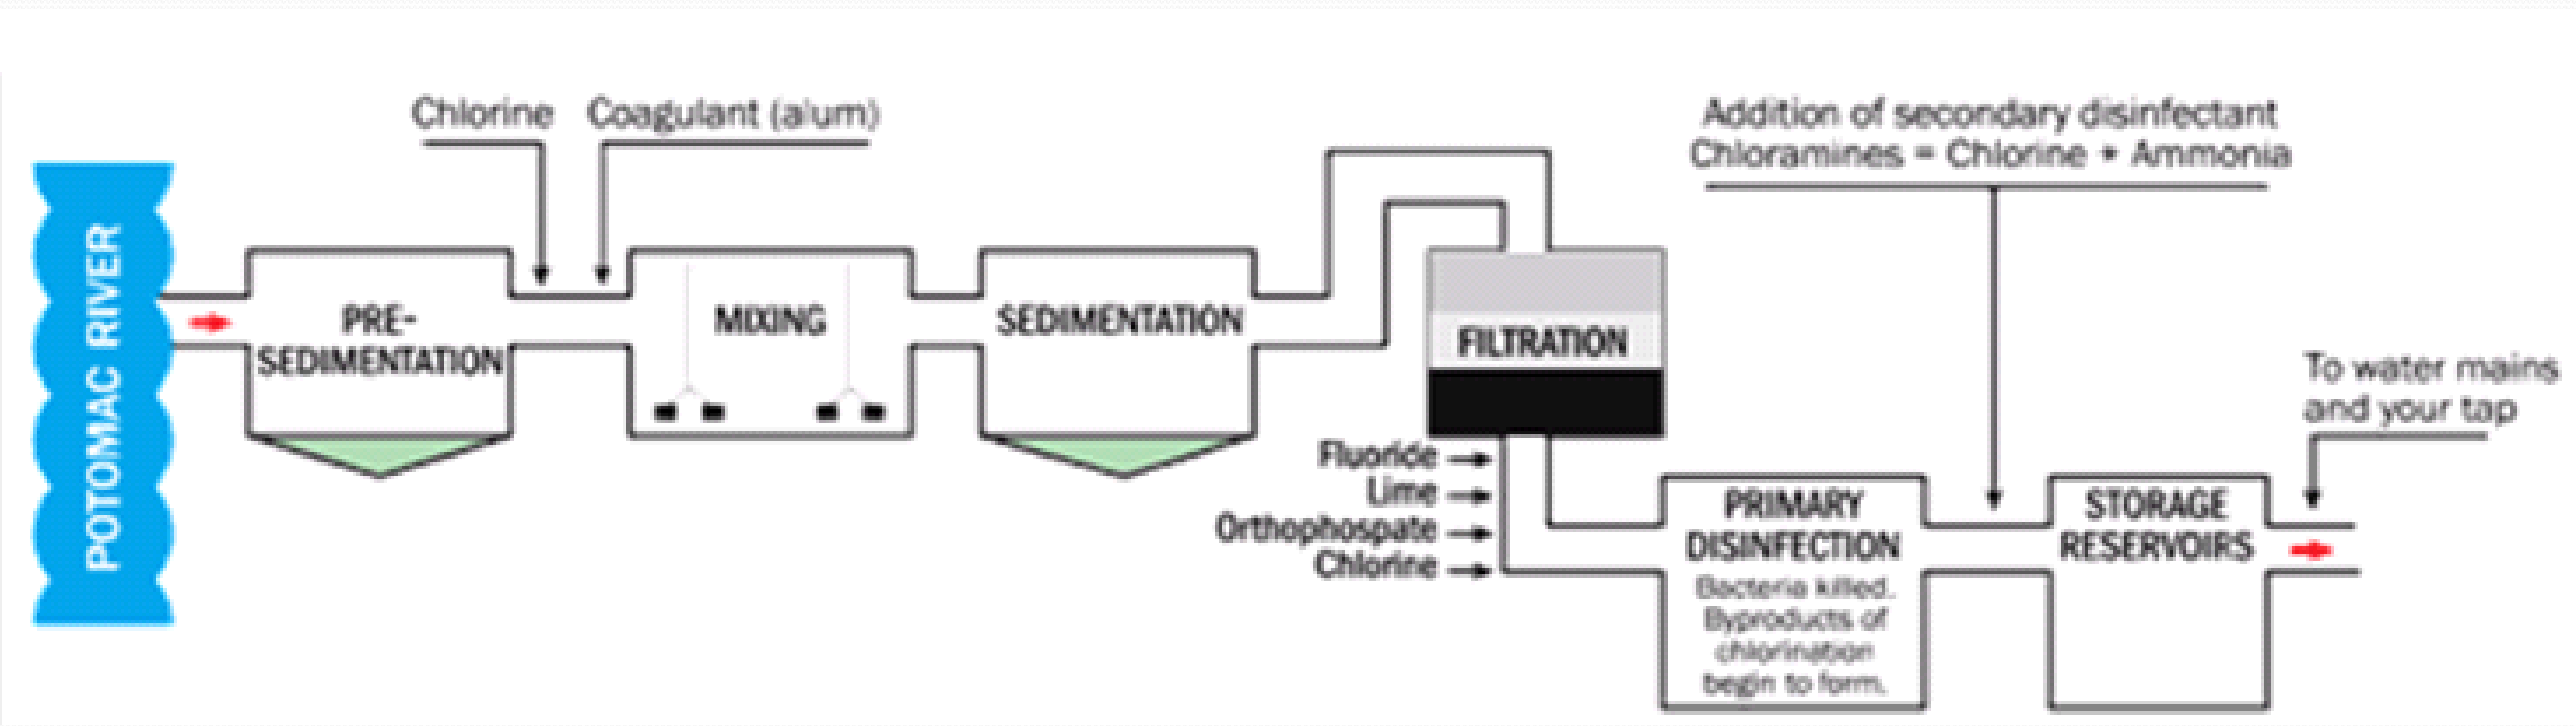 Chlorine
Coagulant (alum)
Addition of secondary disinfectant
Chloramines = Chlorine + Ammonia
POTOMAC RIVER
PRE-
SEDIMENTATION
MIXING
SEDIMENTATION
FILTRATION
Fluoride
Lime
Orthophospate
Chlorine
PRIMARY
DISINFECTION
Bacteria killed.
Byproducts of
chlorination
begin to form.
STORAGE
RESERVOIRS
To water mains
and your tap